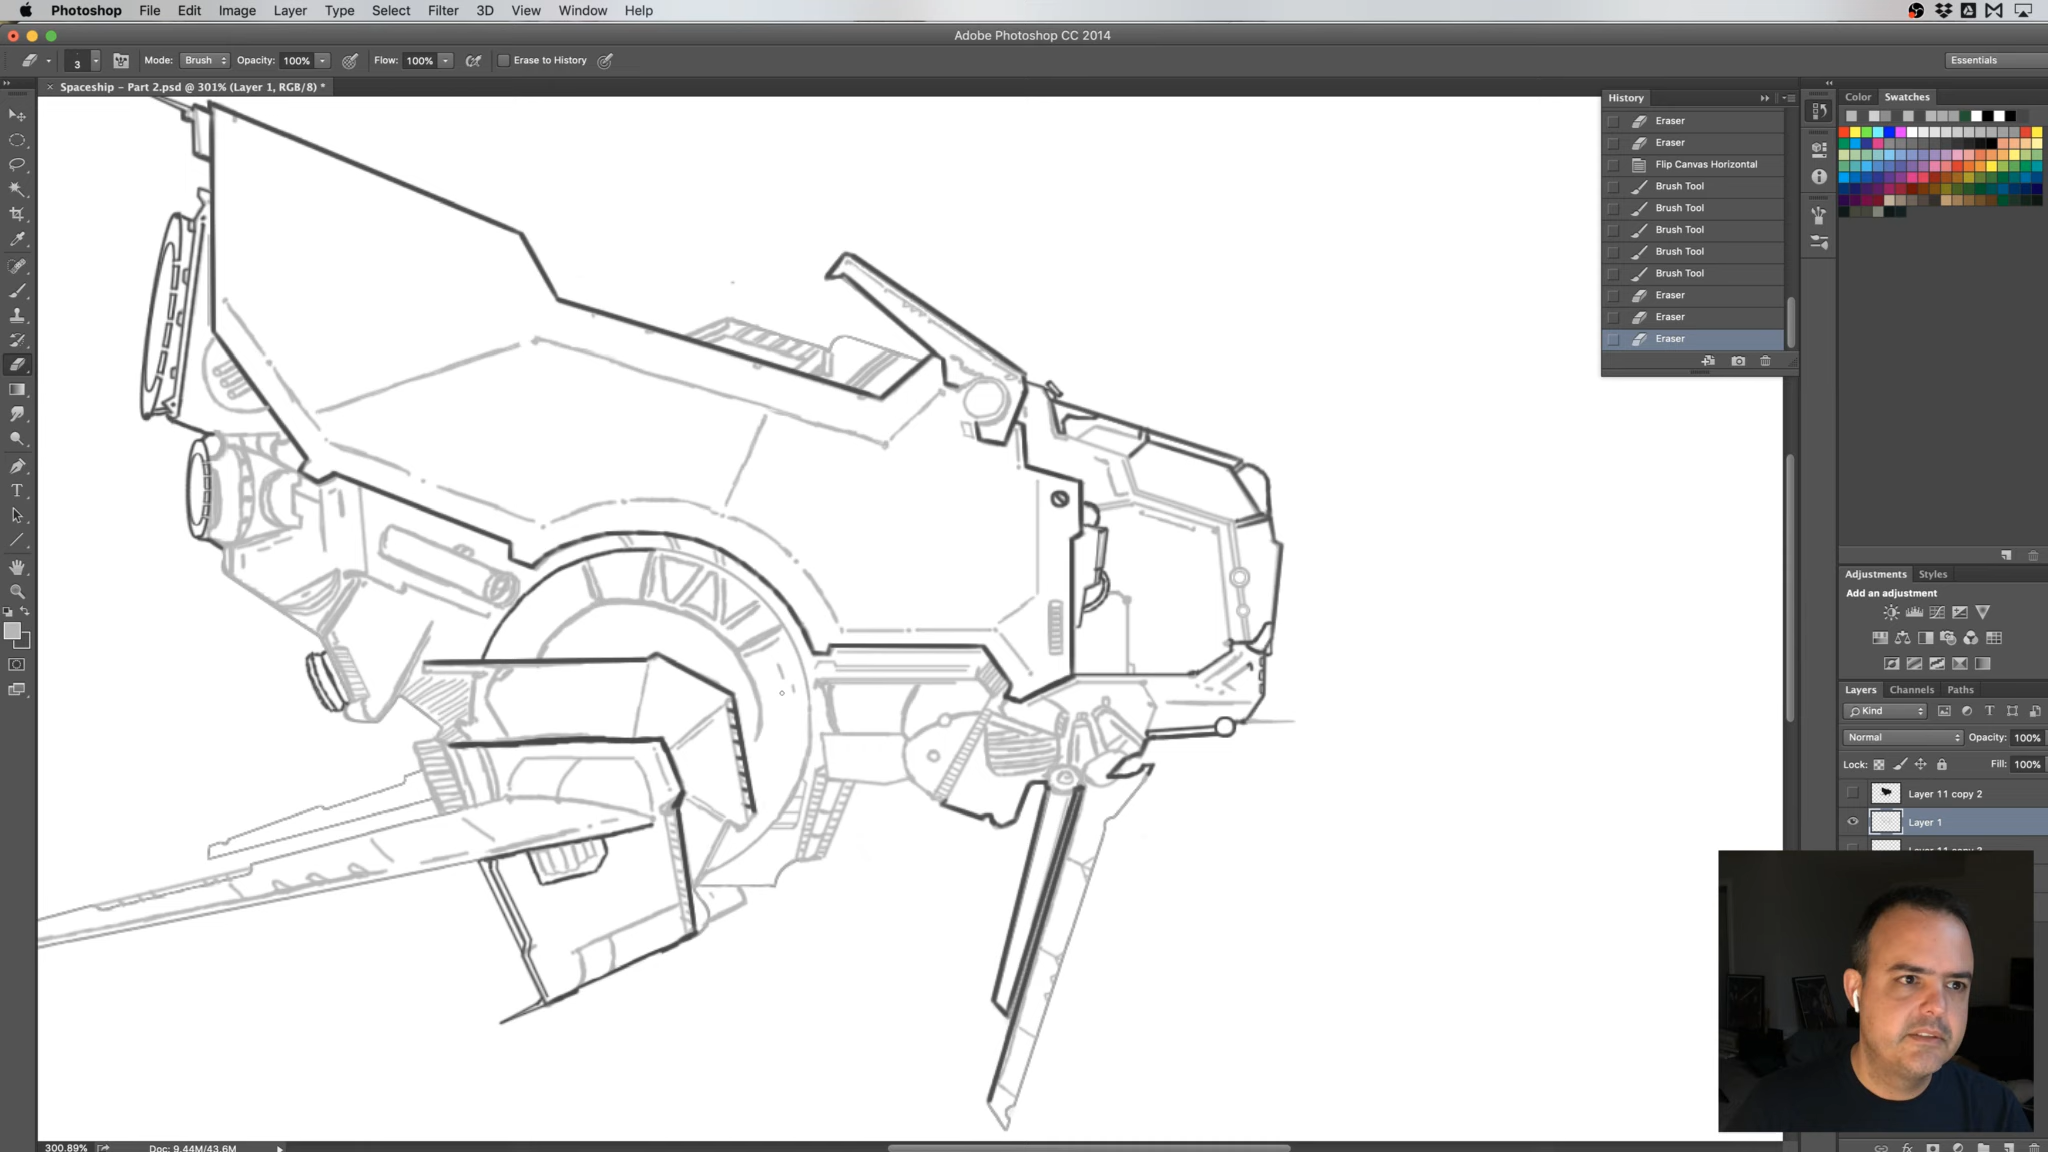 Photoshop File Edit Image Layer Type Select Filter 3D View Window Help
Adobe Photoshop CC 2014
3 Mode: Brush Opacity: 100% Flow: 100% Erase to History Essentials
× Spaceship – Part 2.psd @ 301% (Layer 1, RGB/8) *
History
Eraser
Eraser
Flip Canvas Horizontal
Brush Tool
Brush Tool
Brush Tool
Brush Tool
Brush Tool
Eraser
Eraser
Eraser
Color Swatches
Adjustments Styles
Add an adjustment
Layers Channels Paths
Kind
Normal Opacity: 100%
Lock: Fill: 100%
Layer 11 copy 2
Layer 1
300.89% Doc: 9.44M/43.6M